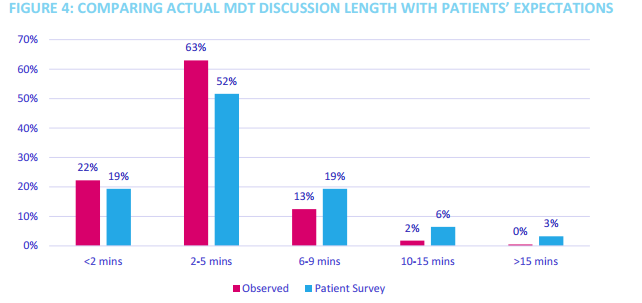 FIGURE 4: COMPARING ACTUAL MDT DISCUSSION LENGTH WITH PATIENTS' EXPECTATIONS
70%
60%
50%
40%
30%
20%
10%
0%
22%
19%
63%
52%
13%
19%
2%
6%
0%
3%
<2 mins
2-5 mins
6-9 mins
10-15 mins
>15 mins
Observed
Patient Survey